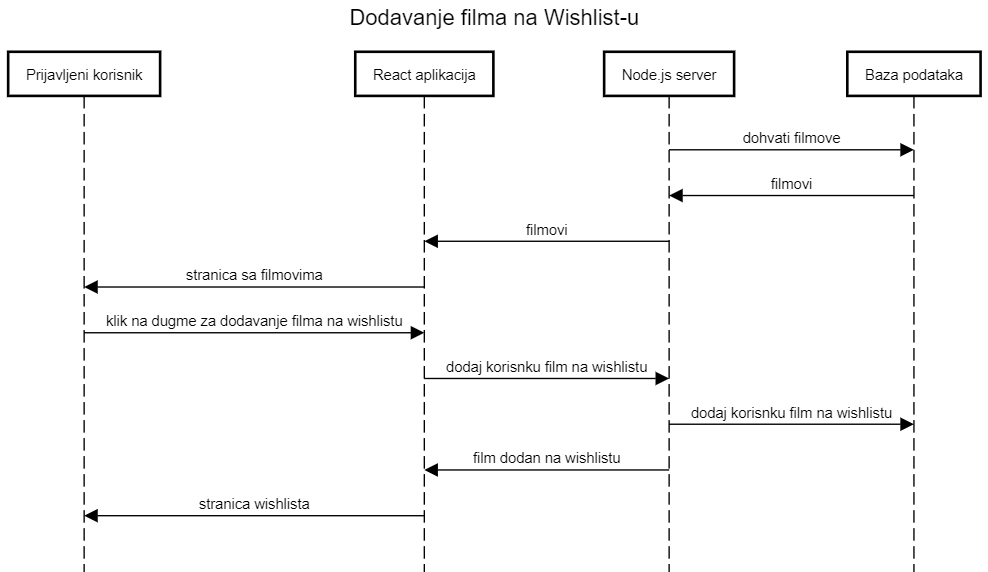 Dodavanje filma na Wishlist-u
Prijavljeni korisnik
React aplikacija
Node.js server
Baza podataka
dohvati filmove
filmovi
filmovi
stranica sa filmovima
klik na dugme za dodavanje filma na wishlistu
dodaj korisnku film na wishlistu
dodaj korisnku film na wishlistu
film dodan na wishlistu
stranica wishlista